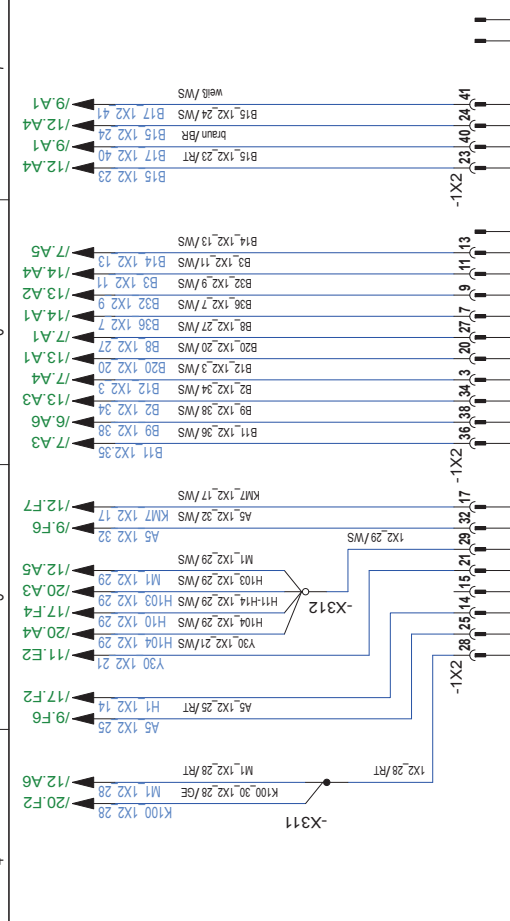 /9.A1 B17 1X2 41 weiß/WS 41
/12.A4 B15 1X2 24 B15_1X2_24/WS 24
/9.A1 B17 1X2 40 braun/BR 40
/12.A4 B15 1X2 23 B15_1X2_23/RT 23
-1X2
/7.A5 B14 1X2 13 B14_1X2_13/WS 13
/14.A4 B3 1X2 11 B3_1X2_11/WS 11
/13.A2 B32 1X2 9 B32_1X2_9/WS 9
/14.A1 B36 1X2 7 B36_1X2_7/WS 7
/7.A1 B8 1X2 27 B8_1X2_27/WS 27
/13.A1 B20 1X2 20 B20_1X2_20/WS 20
/7.A4 B12 1X2 3 B12_1X2_3/WS 3
/13.A3 B2 1X2 34 B2_1X2_34/WS 34
/6.A6 B9 1X2 38 B9_1X2_38/WS 38
/7.A3 B11 1X2.35 B11_1X2_36/WS 36
-1X2
/12.F7 KM7 1X2 17 KM7_1X2_17/WS 17
/9.F6 A5 1X2 32 A5_1X2_32/WS 32
1X2_29/WS 29
/12.A5 M1 1X2 29 M1_1X2_29/WS 21
/20.A3 H103 1X2 29 H103_1X2_29/WS 15
-X312
/17.F4 H10 1X2 29 H10-H11-H14_1X2_29/WS 14
/20.A4 H104 1X2 29 H104_1X2_29/WS 25
/11.E2 Y30 1X2 21 Y30_1X2_21/WS 28
-1X2
/17.F2 H1 1X2 14
/9.F6 A5 1X2 25 A5_1X2_25/RT
/12.A6 M1 1X2 28 M1_1X2_28/RT 1X2_28/RT
/20.F2 K100 1X2 28 K100_30_1X2_28/GE
-X311